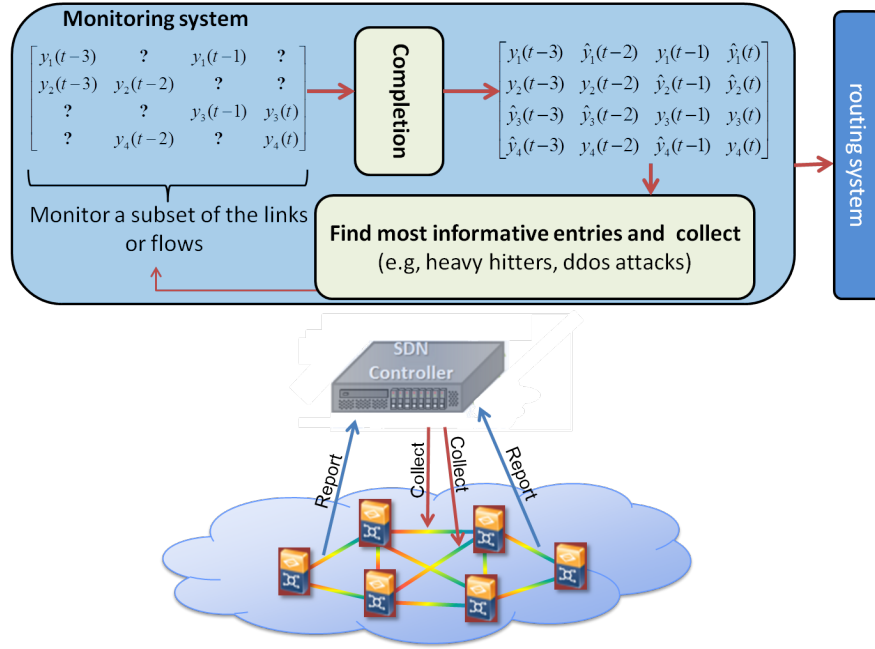 Monitoring system
y₁(t−3) ? y₁(t−1) ?
y₂(t−3) y₂(t−2) ? ?
? ? y₃(t−1) y₃(t)
? y₄(t−2) ? y₄(t)
Completion
y₁(t−3) ŷ₁(t−2) y₁(t−1) ŷ₁(t)
y₂(t−3) y₂(t−2) ŷ₂(t−1) ŷ₂(t)
ŷ₃(t−3) ŷ₃(t−2) y₃(t−1) y₃(t)
ŷ₄(t−3) y₄(t−2) ŷ₄(t−1) y₄(t)
routing system
Monitor a subset of the links
or flows
Find most informative entries and collect
(e.g, heavy hitters, ddos attacks)
SDN
Controller
Report
Collect
Collect
Report